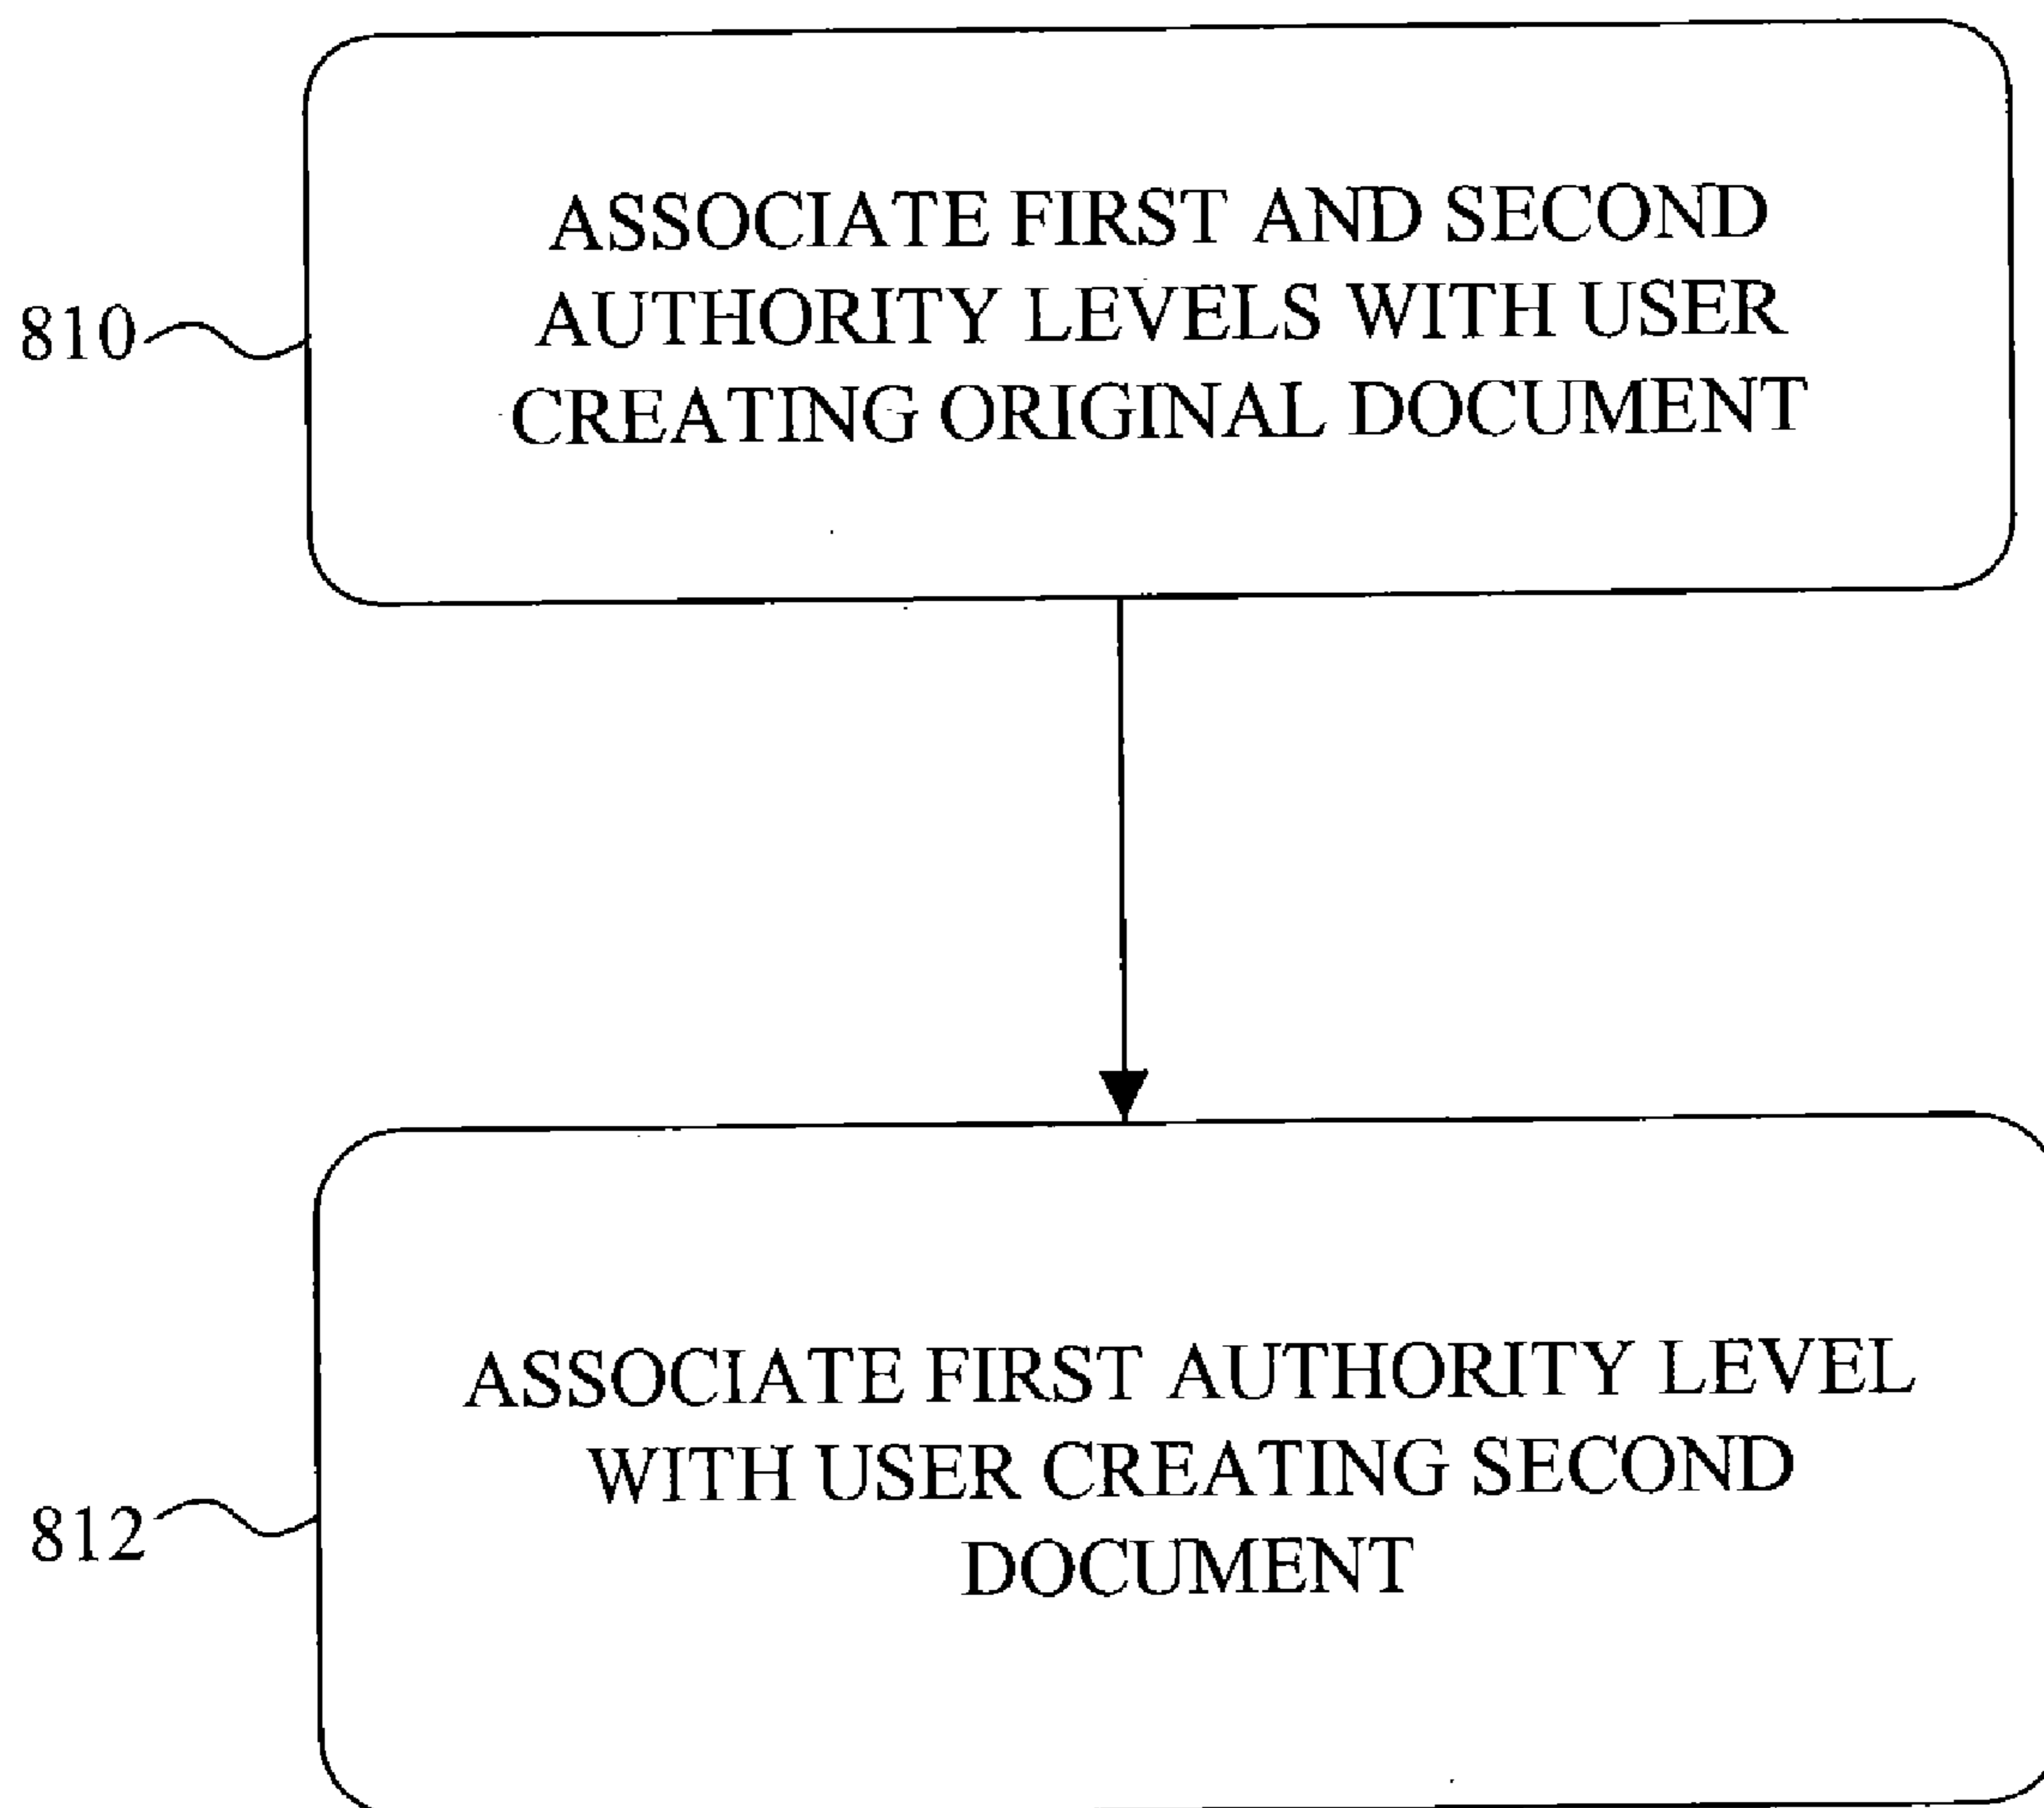 ASSOCIATE FIRST AND SECOND
AUTHORITY LEVELS WITH USER
CREATING ORIGINAL DOCUMENT
810
ASSOCIATE FIRST AUTHORITY LEVEL
WITH USER CREATING SECOND
DOCUMENT
812